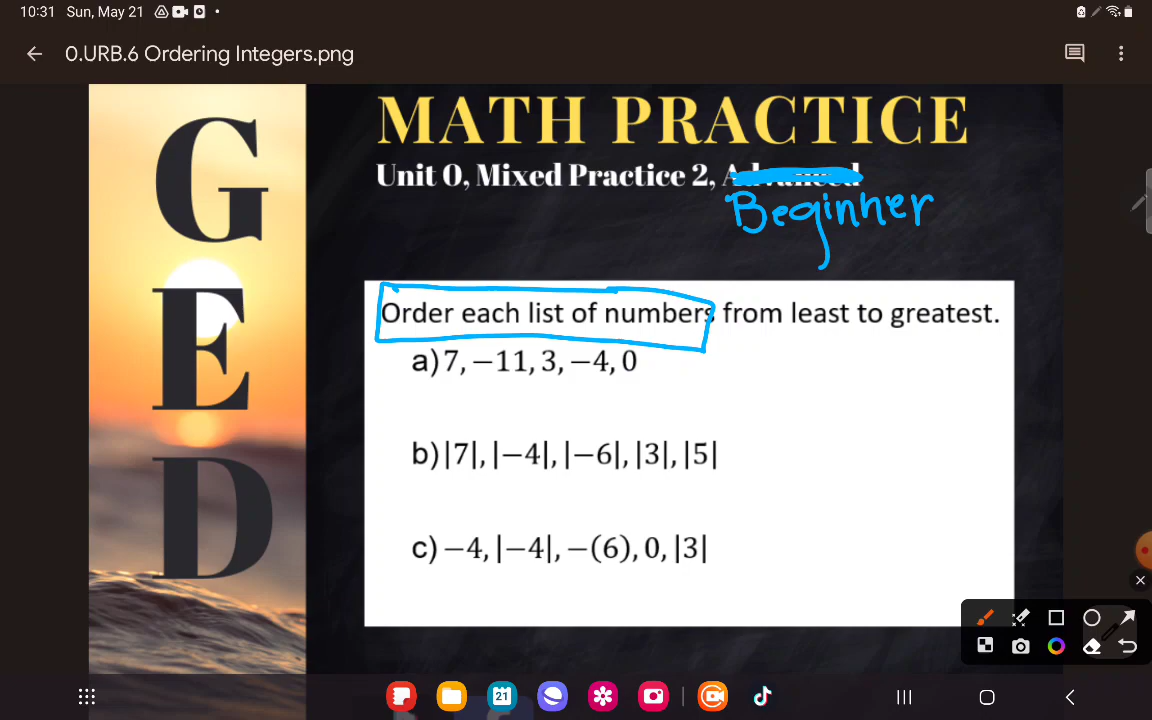 10:31 Sun, May 21
0.URB.6 Ordering Integers.png
G
E
D
MATH PRACTICE
Unit 0, Mixed Practice 2, Advanced
Beginner
Order each list of numbers from least to greatest.
a) 7, −11, 3, −4, 0
b) |7|, |−4|, |−6|, |3|, |5|
c) −4, |−4|, −(6), 0, |3|
21